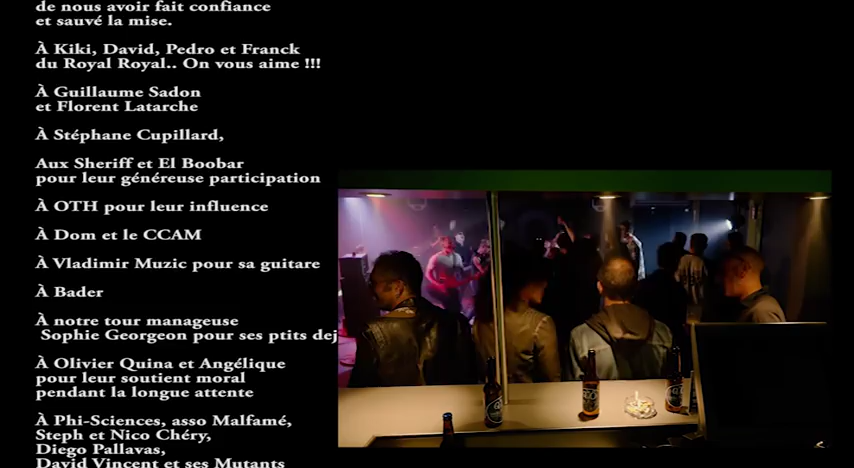 de nous avoir fait confiance
et sauvé la mise.
À Kiki, David, Pedro et Franck
du Royal Royal.. On vous aime !!!
À Guillaume Sadon
et Florent Latarche
À Stéphane Cupillard,
Aux Sheriff et El Boobar
pour leur généreuse participation
À OTH pour leur influence
À Dom et le CCAM
À Vladimir Muzic pour sa guitare
À Bader
À notre tour manageuse
Sophie Georgeon pour ses ptits dej
À Olivier Quina et Angélique
pour leur soutient moral
pendant la longue attente
À Phi-Sciences, asso Malfamé,
Steph et Nico Chéry,
Diego Pallavas,
David Vincent et ses Mutants